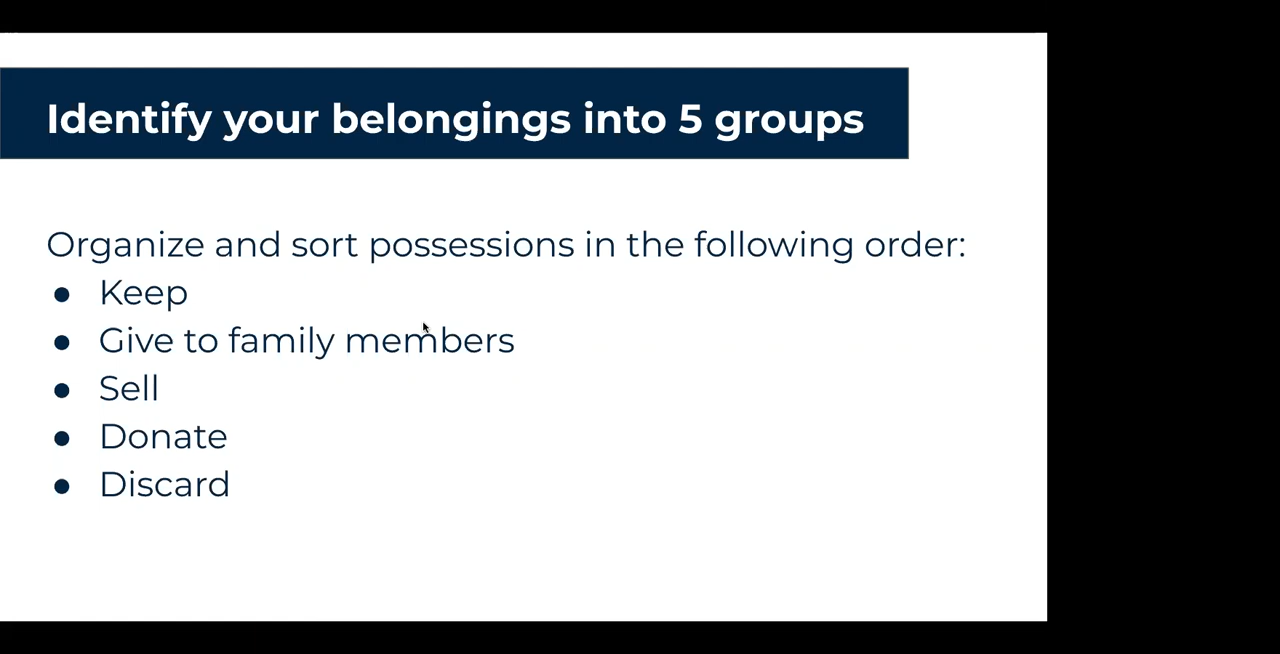 Identify your belongings into 5 groups
Organize and sort possessions in the following order:
● Keep
● Give to family members
● Sell
● Donate
● Discard